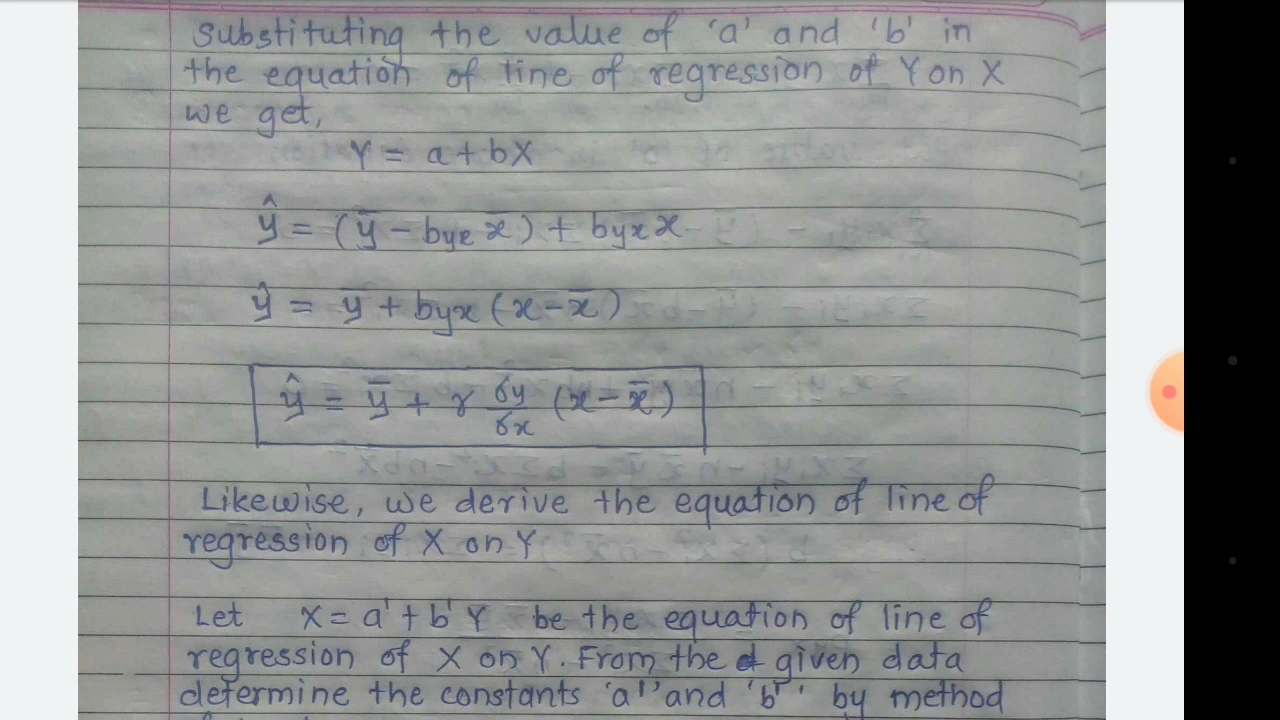 substituting the value of 'a' and 'b' in
the equation of line of regression of Y on X
we get,
Y = a + bX
ŷ = (ȳ - byx x̄) + byx x
ŷ = ȳ + byx (x - x̄)
ŷ = ȳ + r σy/σx (x - x̄)
Likewise, we derive the equation of line of
regression of X on Y
Let X = a' + b' Y be the equation of line of
regression of X on Y. From the given data
determine the constants 'a'' and 'b'' by method